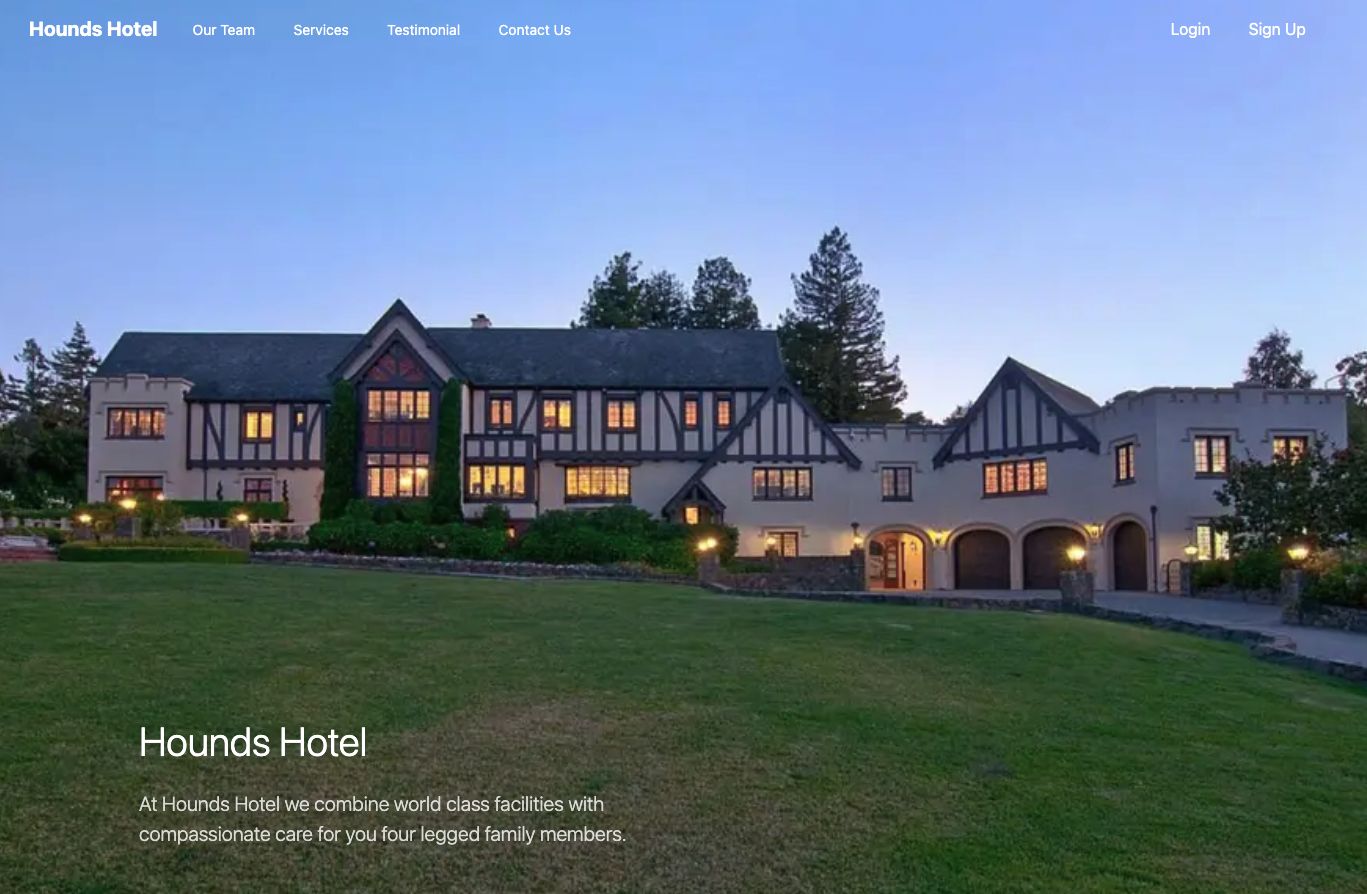 Hounds Hotel Our Team Services Testimonial Contact Us Login Sign Up
Hounds Hotel
At Hounds Hotel we combine world class facilities with
compassionate care for you four legged family members.